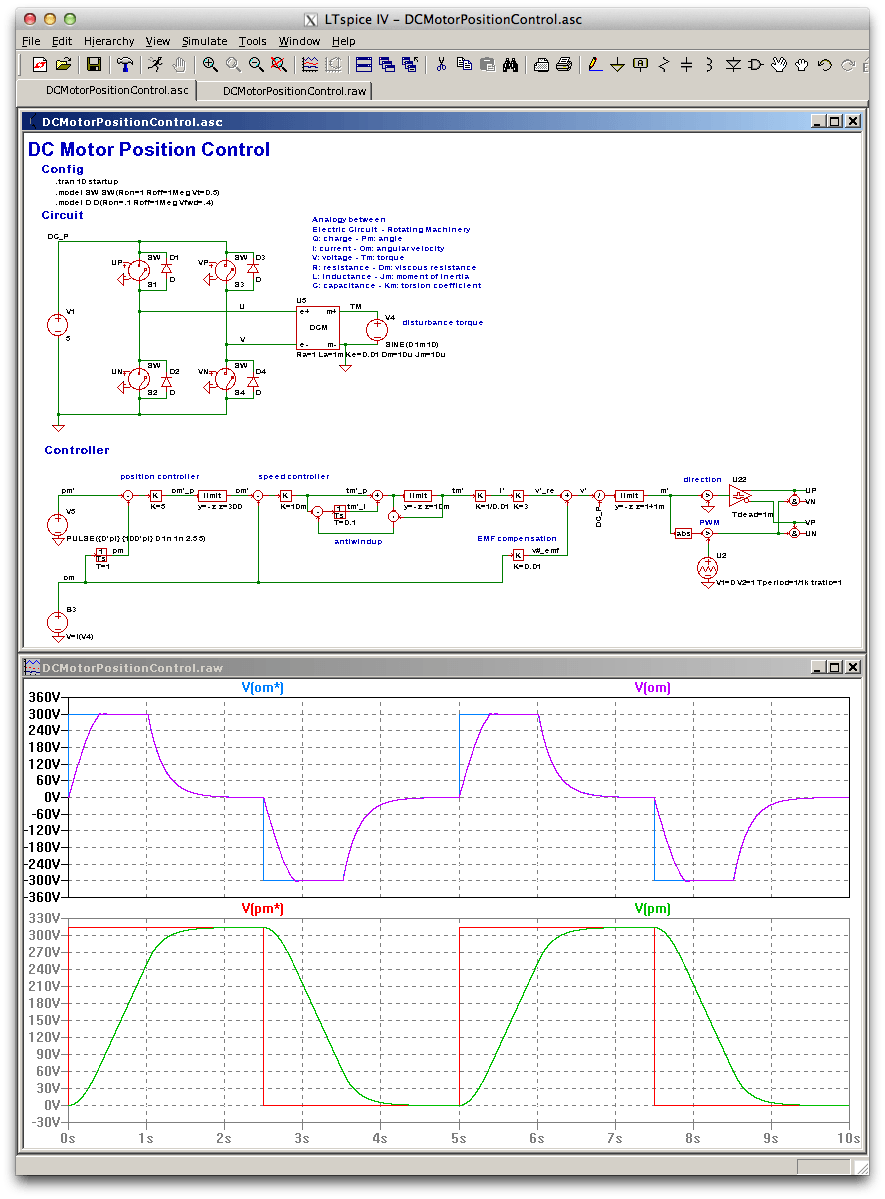 LTspice IV – DCMotorPositionControl.asc
File Edit Hierarchy View Simulate Tools Window Help
DCMotorPositionControl.asc DCMotorPositionControl.raw
DCMotorPositionControl.asc
DC Motor Position Control
Config
.tran 10 startup
.model SW SW(Ron=.1 Roff=1Meg Vt=0.5)
.model D D(Ron=.1 Roff=1Meg Vfwd=.4)
Circuit
Analogy between
Electric Circuit - Rotating Machinery
Q: charge - Pm: angle
I: current - Om: angular velocity
V: voltage - Tm: torque
R: resistance - Dm: viscous resistance
L: inductance - Jm: moment of inertia
C: capacitance - Km: torsion coefficient
DC_P
UP SW D1 VP SW D3
S1 D S3 D
U5
U e+ m+ TM
V1 DCM V4 disturbance torque
5 V e- m- SINE(0 1m 10)
Ra=1 La=1m Ke=0.01 Dm=10u Jm=10u
UN SW D2 VN SW D4
S2 D S4 D
Controller
position controller speed controller direction
pm* K om*_p limit om* K tm*_p limit tm* K i* K v*_re v* limit m* U22 UP
K=5 y=-z z=300 K=10m tm*_i y=-z z=10m K=1/0.01 K=3 DC_P y=-z z=1+1m & VN
V5 1 Ts T=0.1 Tdead=1m VP
PULSE({0*pi} {100*pi} 0 1n 1n 2.5 5) antiwindup EMF compensation abs PWM & UN
1 Ts pm K v#_emf U2
T=1 K=0.01
om V1=0 V2=1 Tperiod=1/1k tratio=1
B3
V=I(V4)
DCMotorPositionControl.raw
V(om*) V(om)
360V
300V
240V
180V
120V
60V
0V
-60V
-120V
-180V
-240V
-300V
-360V
V(pm*) V(pm)
330V
300V
270V
240V
210V
180V
150V
120V
90V
60V
30V
0V
-30V
0s 1s 2s 3s 4s 5s 6s 7s 8s 9s 10s